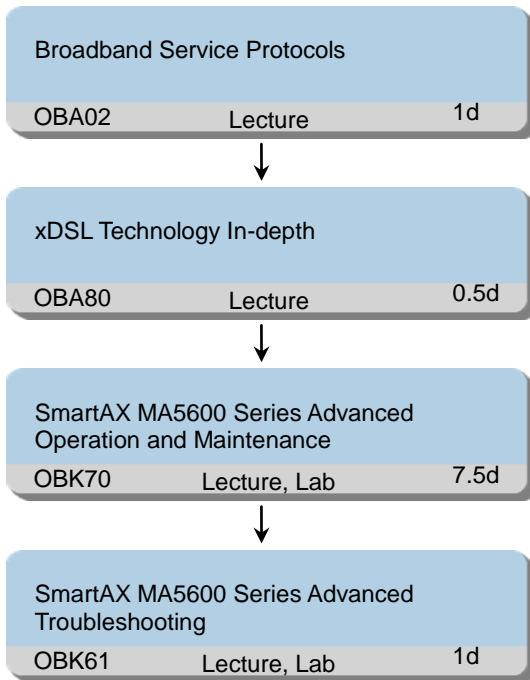 Broadband Service Protocols
OBA02 Lecture 1d
xDSL Technology In-depth
OBA80 Lecture 0.5d
SmartAX MA5600 Series Advanced
Operation and Maintenance
OBK70 Lecture, Lab 7.5d
SmartAX MA5600 Series Advanced
Troubleshooting
OBK61 Lecture, Lab 1d